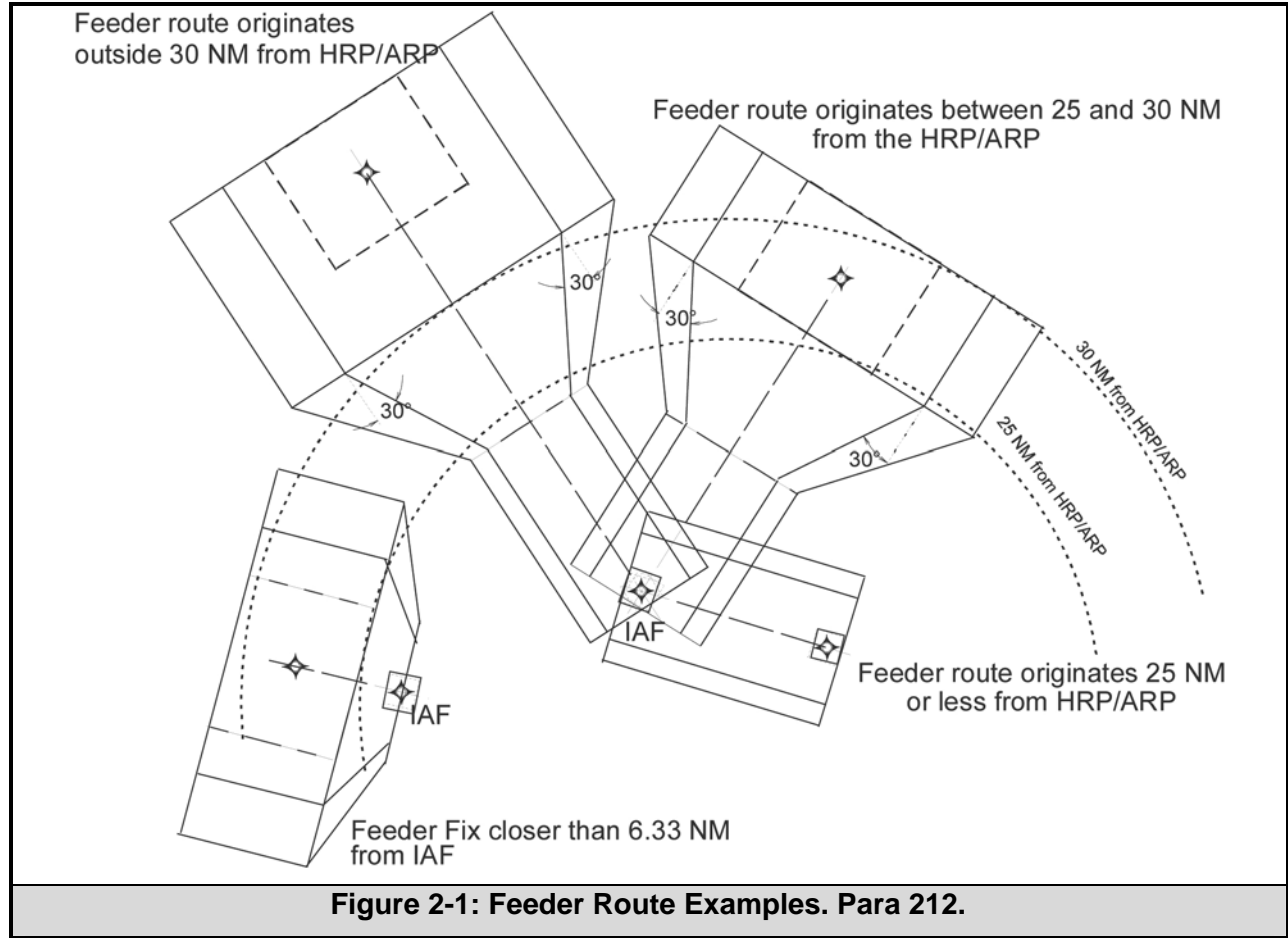 Feeder route originates
outside 30 NM from HRP/ARP
Feeder route originates between 25 and 30 NM
from the HRP/ARP
30°
30°
30°
30°
30 NM from HRP/ARP
25 NM from HRP/ARP
IAF
IAF
Feeder route originates 25 NM
or less from HRP/ARP
Feeder Fix closer than 6.33 NM
from IAF
Figure 2-1: Feeder Route Examples. Para 212.